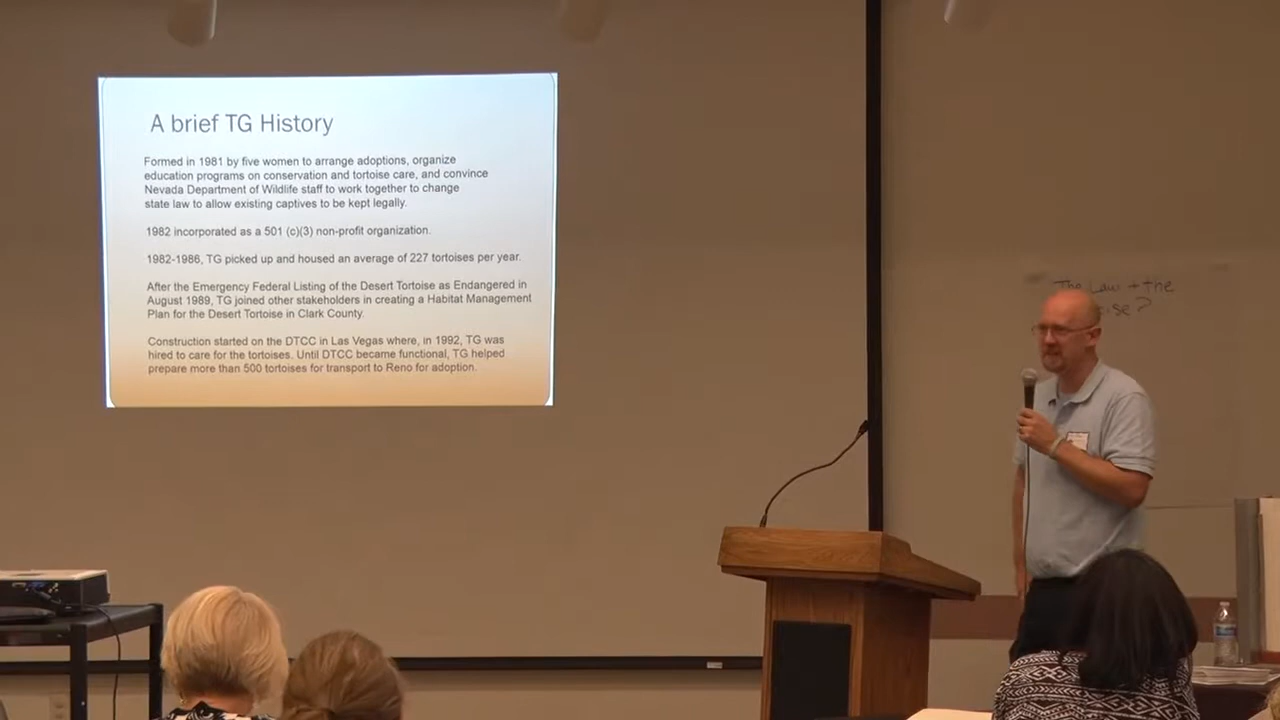 A brief TG History
Formed in 1981 by five women to arrange adoptions, organize
education programs on conservation and tortoise care, and convince
Nevada Department of Wildlife staff to work together to change
state law to allow existing captives to be kept legally.
1982 incorporated as a 501 (c)(3) non-profit organization.
1982-1986, TG picked up and housed an average of 227 tortoises per year.
After the Emergency Federal Listing of the Desert Tortoise as Endangered in
August 1989, TG joined other stakeholders in creating a Habitat Management
Plan for the Desert Tortoise in Clark County.
Construction started on the DTCC in Las Vegas where, in 1992, TG was
hired to care for the tortoises. Until DTCC became functional, TG helped
prepare more than 500 tortoises for transport to Reno for adoption.
The Law + the